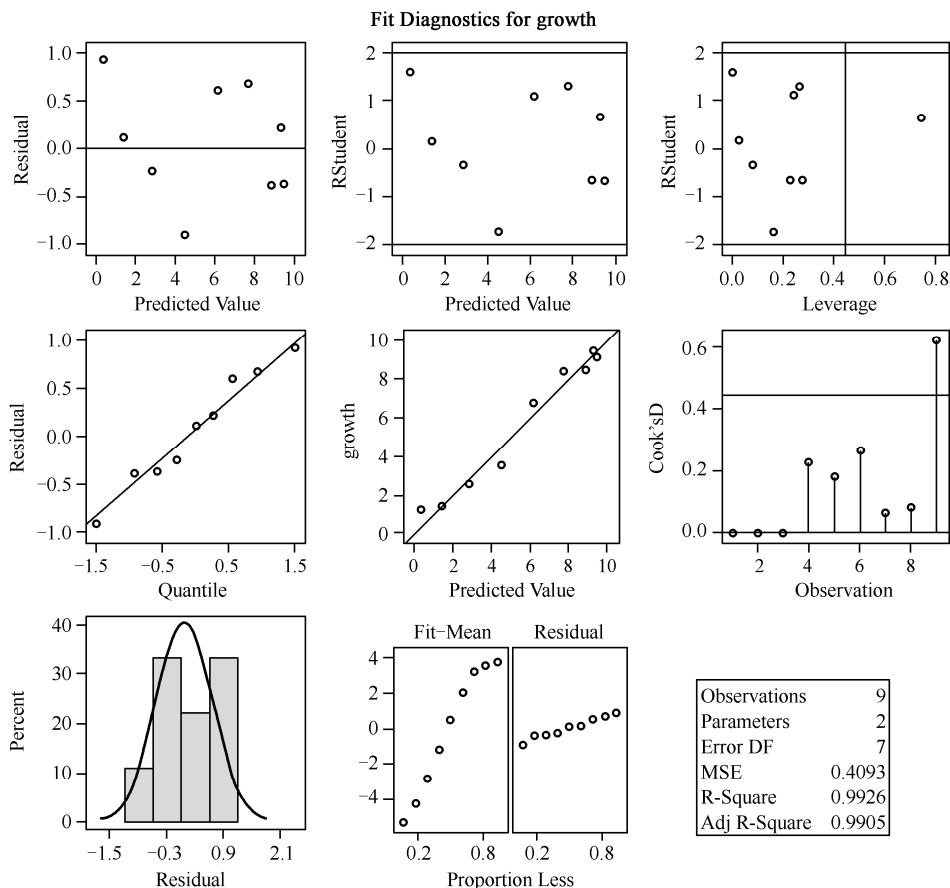 Fit Diagnostics for growth
1.0
0.5
0.0
−0.5
−1.0
Residual
0 2 4 6 8 10
Predicted Value
2
1
0
−1
−2
RStudent
0 2 4 6 8 10
Predicted Value
2
1
0
−1
−2
RStudent
0.0 0.2 0.4 0.6 0.8
Leverage
1.0
0.5
0.0
−0.5
−1.0
Residual
−1.5 −0.5 0.5 1.5
Quantile
10
8
6
4
2
0
growth
0 2 4 6 8 10
Predicted Value
0.6
0.4
0.2
0.0
Cook'sD
2 4 6 8
Observation
40
30
20
10
0
Percent
−1.5 −0.3 0.9 2.1
Residual
Fit−Mean Residual
4
2
0
−2
−4
0.2 0.8 0.2 0.8
Proportion Less
Observations 9
Parameters 2
Error DF 7
MSE 0.4093
R-Square 0.9926
Adj R-Square 0.9905